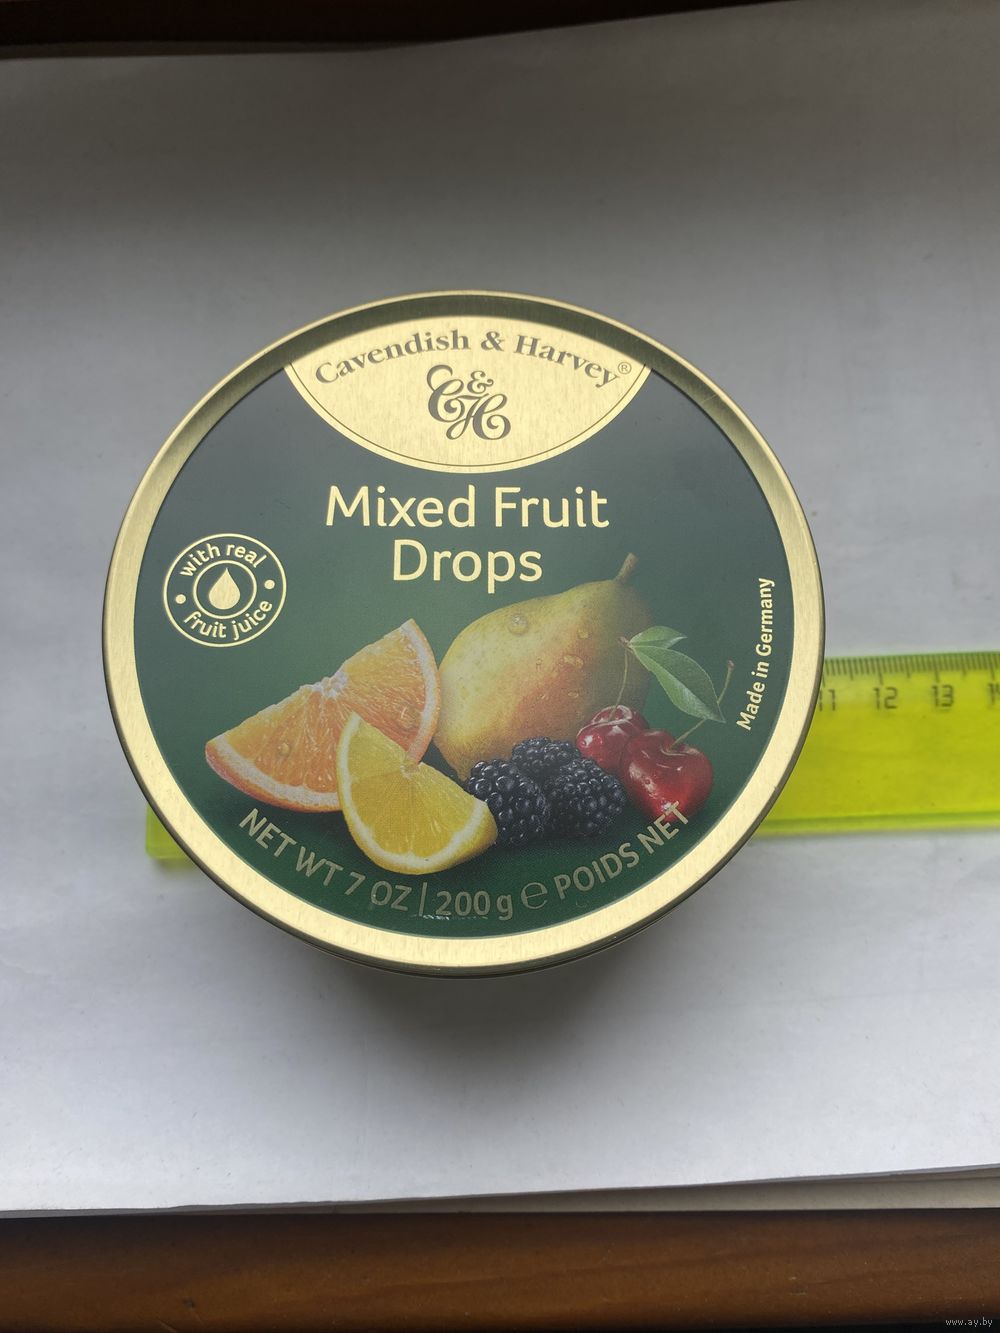 Cavendish & Harvey®
C&H
Mixed Fruit
Drops
with real
fruit juice
Made in Germany
NET WT 7 OZ | 200 g ℮ POIDS NET
11 12 13
www.ay.by